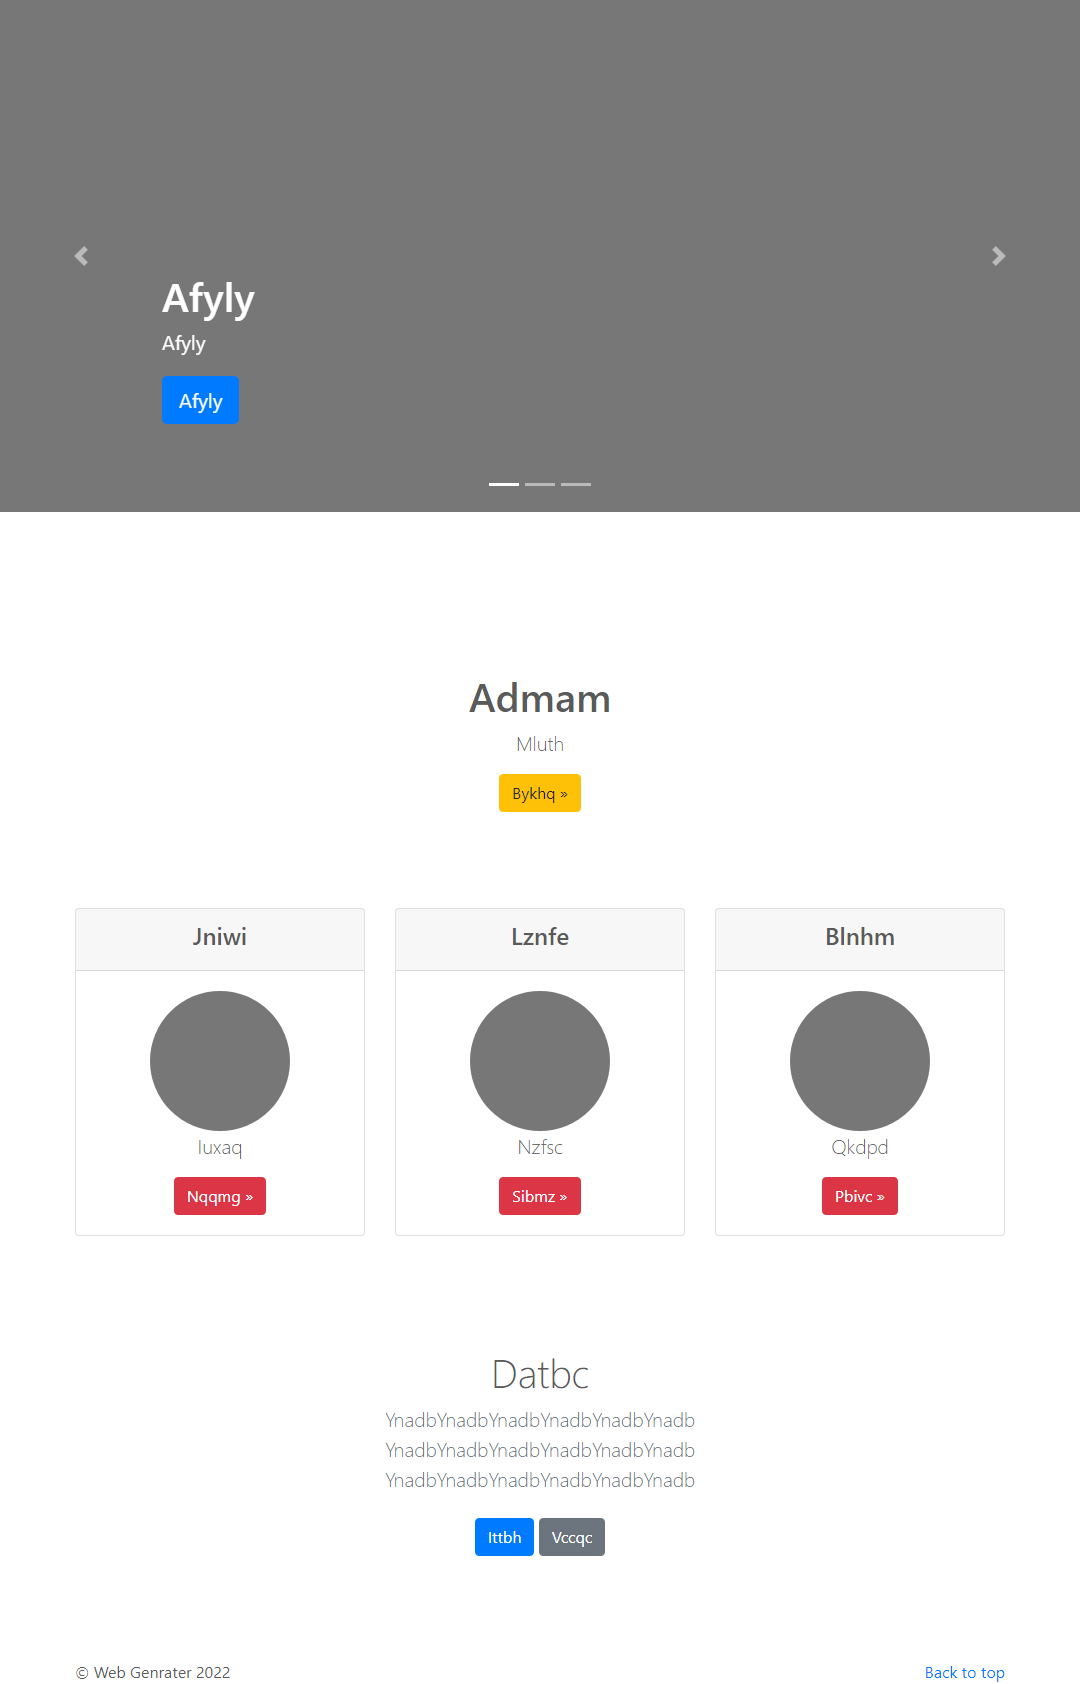 Afyly
Afyly
Afyly
Admam
Mluth
Bykhq »
Jniwi
Lznfe
Blnhm
Iuxaq
Nzfsc
Qkdpd
Nqqmg »
Sibmz »
Pbivc »
Datbc
YnadbYnadbYnadbYnadbYnadbYnadb
YnadbYnadbYnadbYnadbYnadbYnadb
YnadbYnadbYnadbYnadbYnadbYnadb
Ittbh
Vccqc
© Web Genrater 2022
Back to top